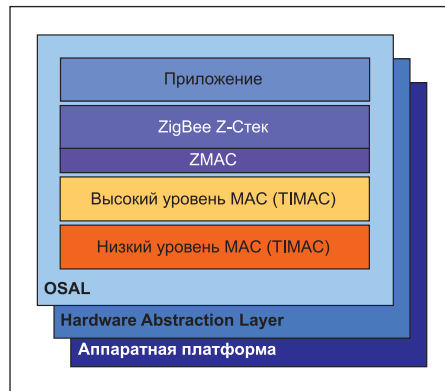 Приложение
ZigBee Z-Стек
ZMAC
Высокий уровень MAC (TIMAC)
Низкий уровень MAC (TIMAC)
OSAL
Hardware Abstraction Layer
Аппаратная платформа